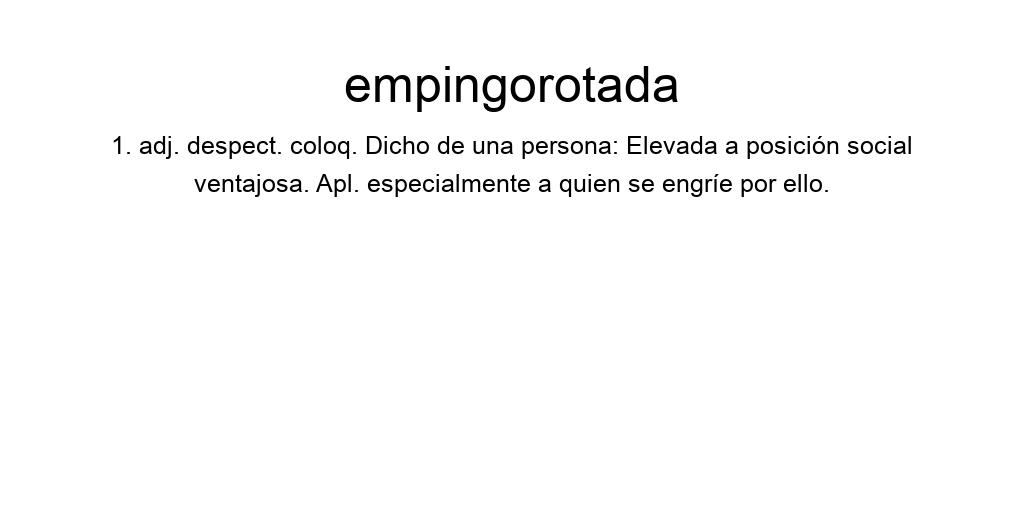 empingorotada
1. adj. despect. coloq. Dicho de una persona: Elevada a posición social
ventajosa. Apl. especialmente a quien se engríe por ello.